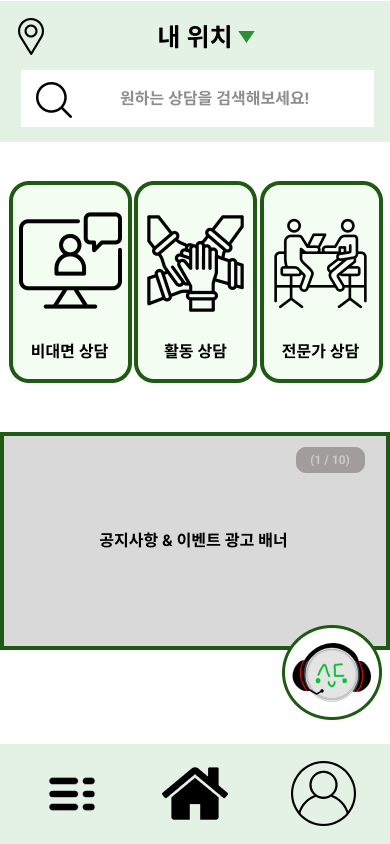 내 위치
원하는 상담을 검색해보세요!
비대면 상담
활동 상담
전문가 상담
(1 / 10)
공지사항 & 이벤트 광고 배너